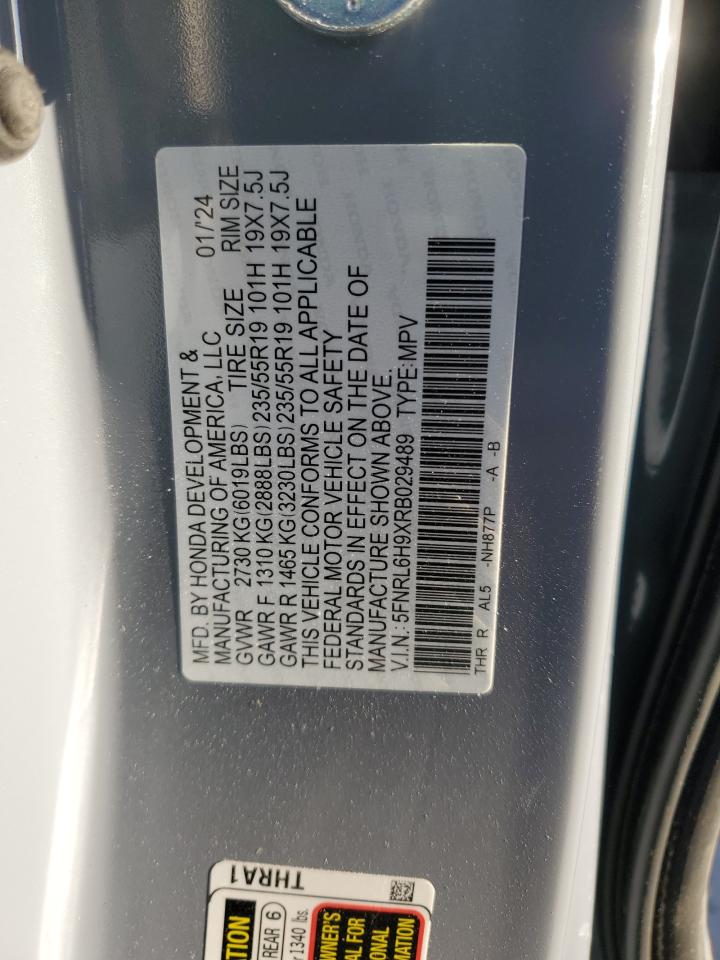 MFD. BY HONDA DEVELOPMENT &
MANUFACTURING OF AMERICA, LLC 01/'24
GVWR 2730 KG(6019LBS) TIRE SIZE RIM SIZE
GAWR F 1310 KG(2888LBS)235/55R19 101H 19X7.5J
GAWR R 1465 KG(3230LBS)235/55R19 101H 19X7.5J
THIS VEHICLE CONFORMS TO ALL APPLICABLE
FEDERAL MOTOR VEHICLE SAFETY
STANDARDS IN EFFECT ON THE DATE OF
MANUFACTURE SHOWN ABOVE.
V.I.N.: 5FNRL6H9XRB029489 TYPE: MPV
THR R AL5 -NH877P -A -B
THRA1
REAR 6
1340 lbs.